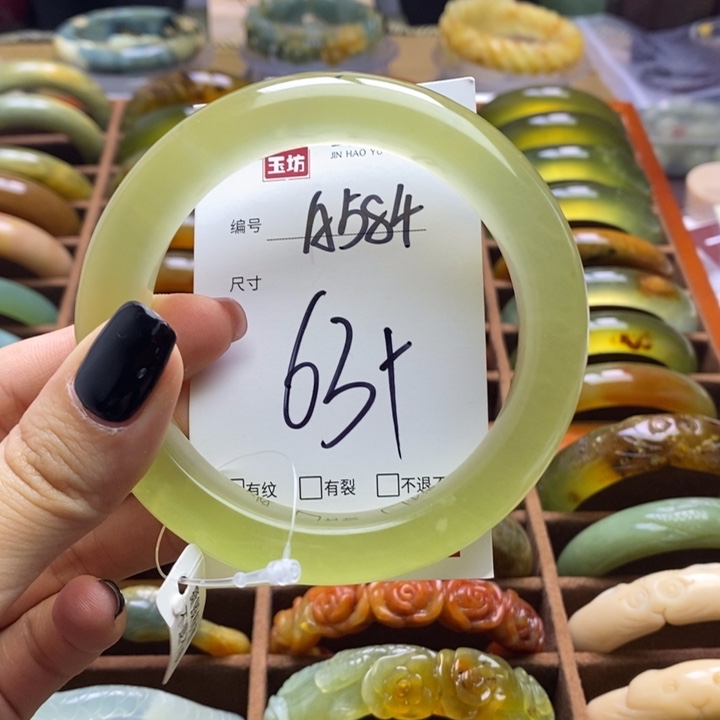 玉坊
JIN HAO YU
编号 A584
尺寸
63+
有纹 有裂 不退